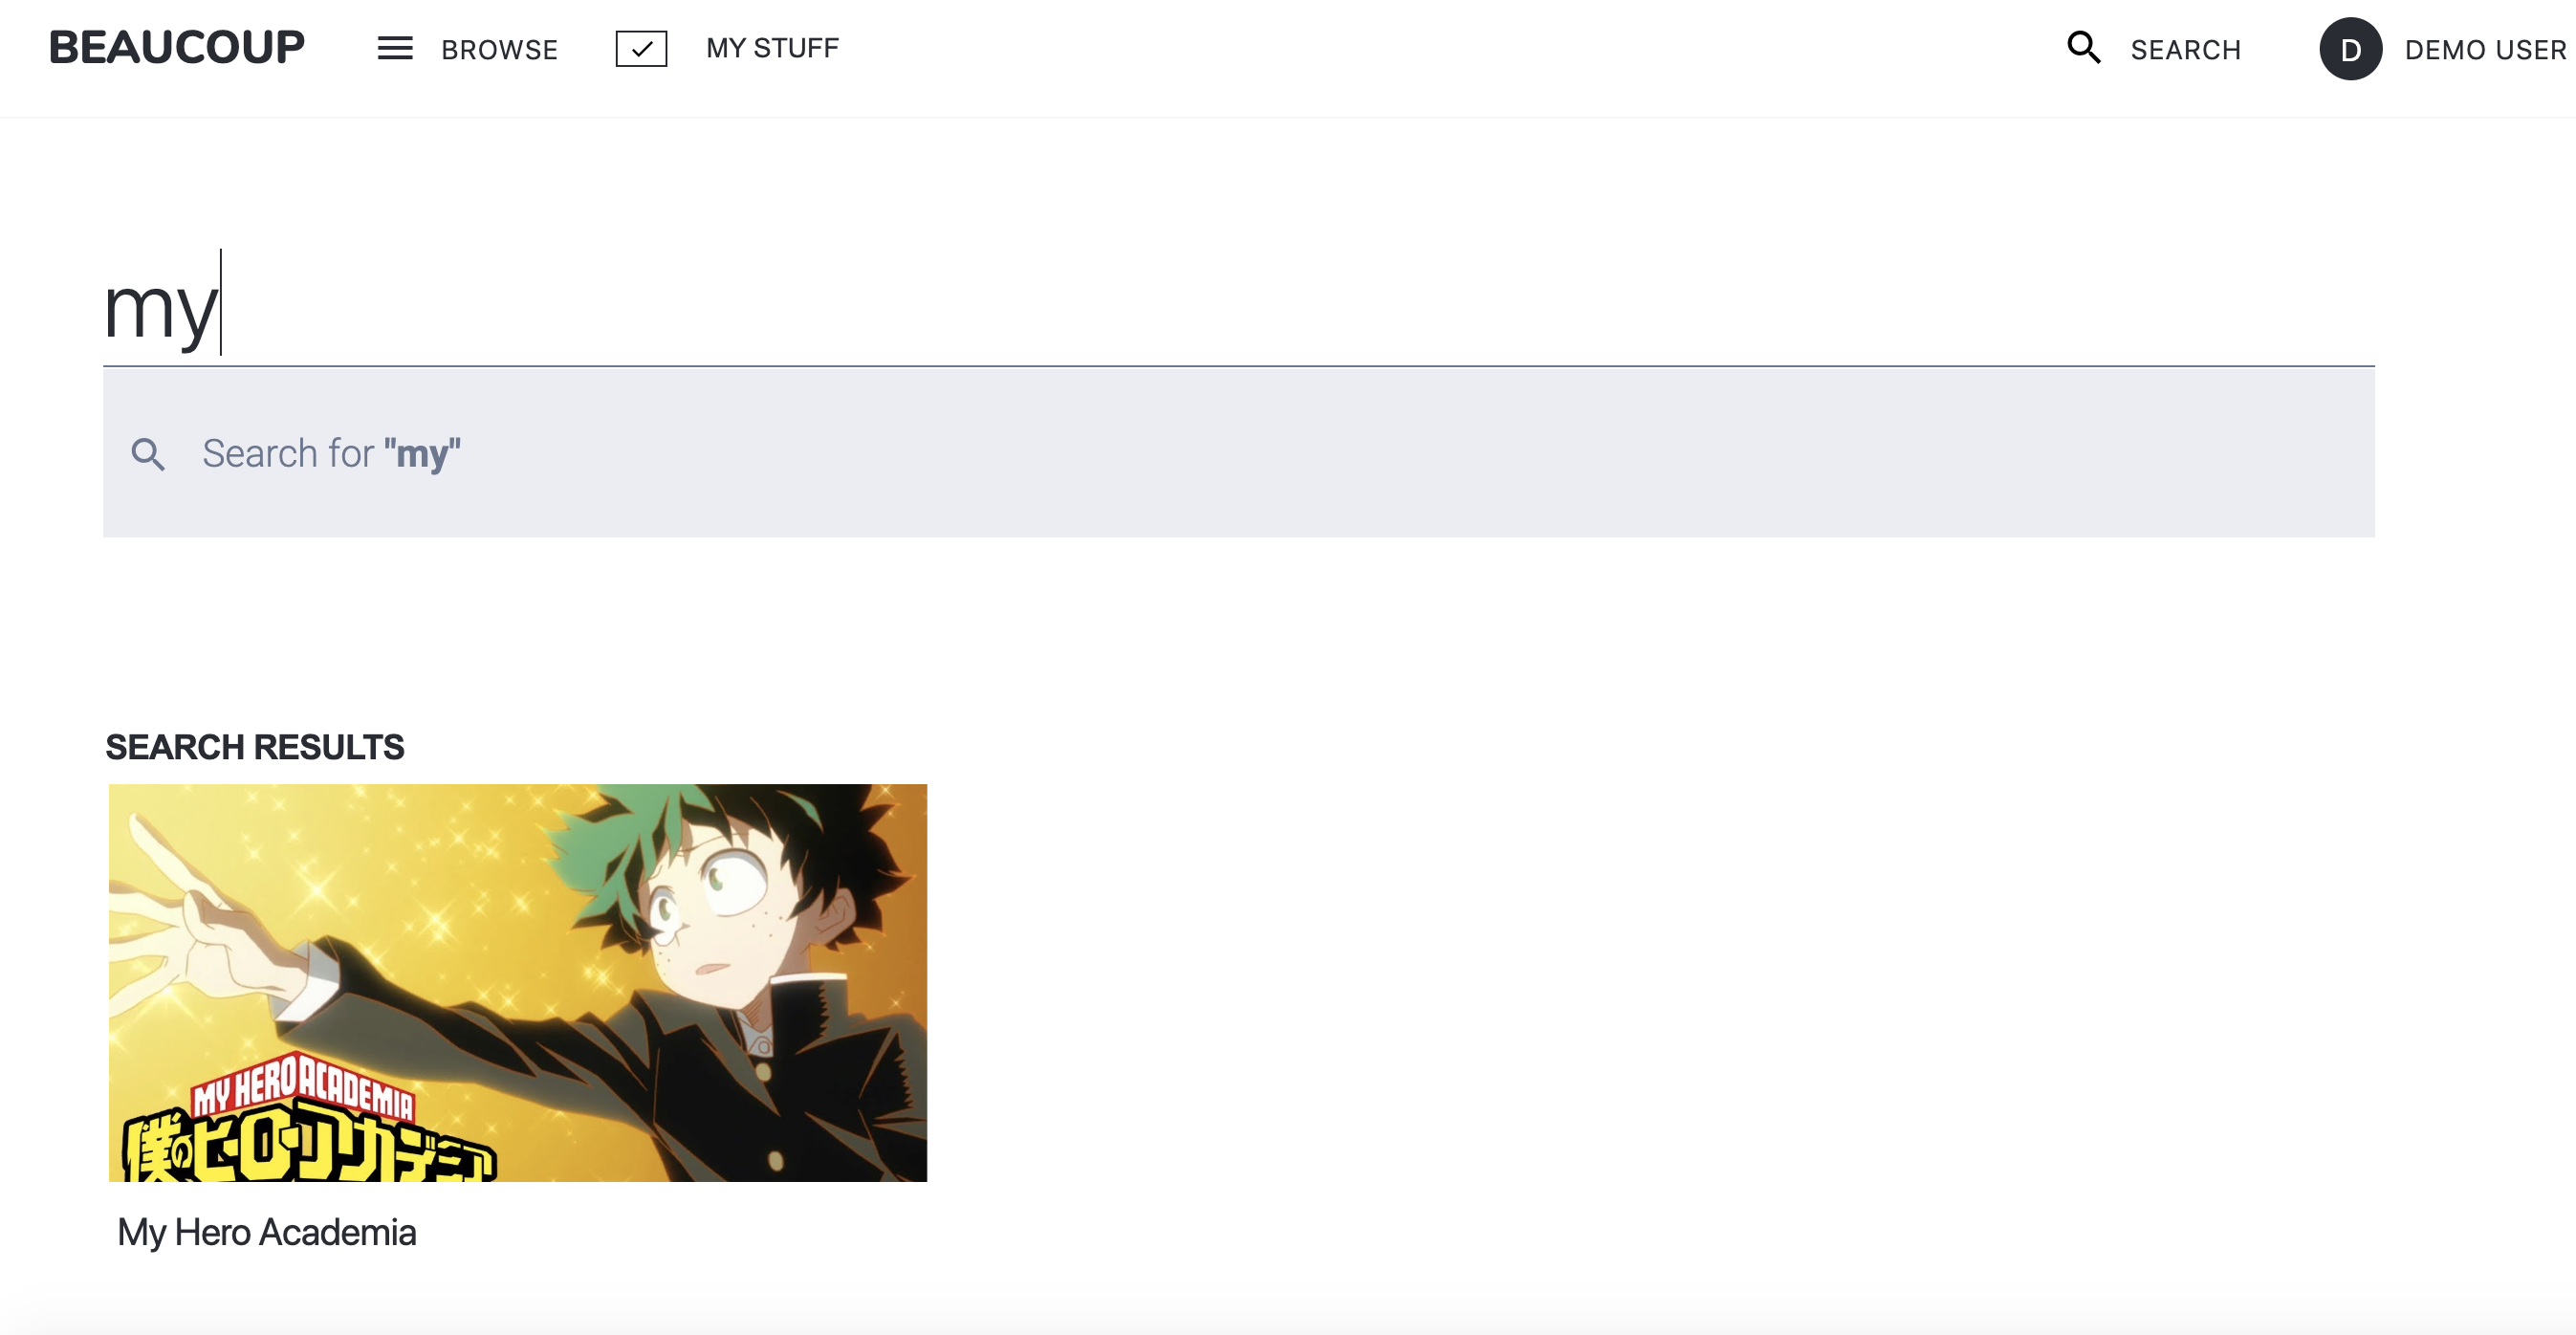 BEAUCOUP
BROWSE
MY STUFF
SEARCH
D
DEMO USER
my
Search for "my"
SEARCH RESULTS
MY HERO ACADEMIA
僕のヒーローアカデミア
My Hero Academia